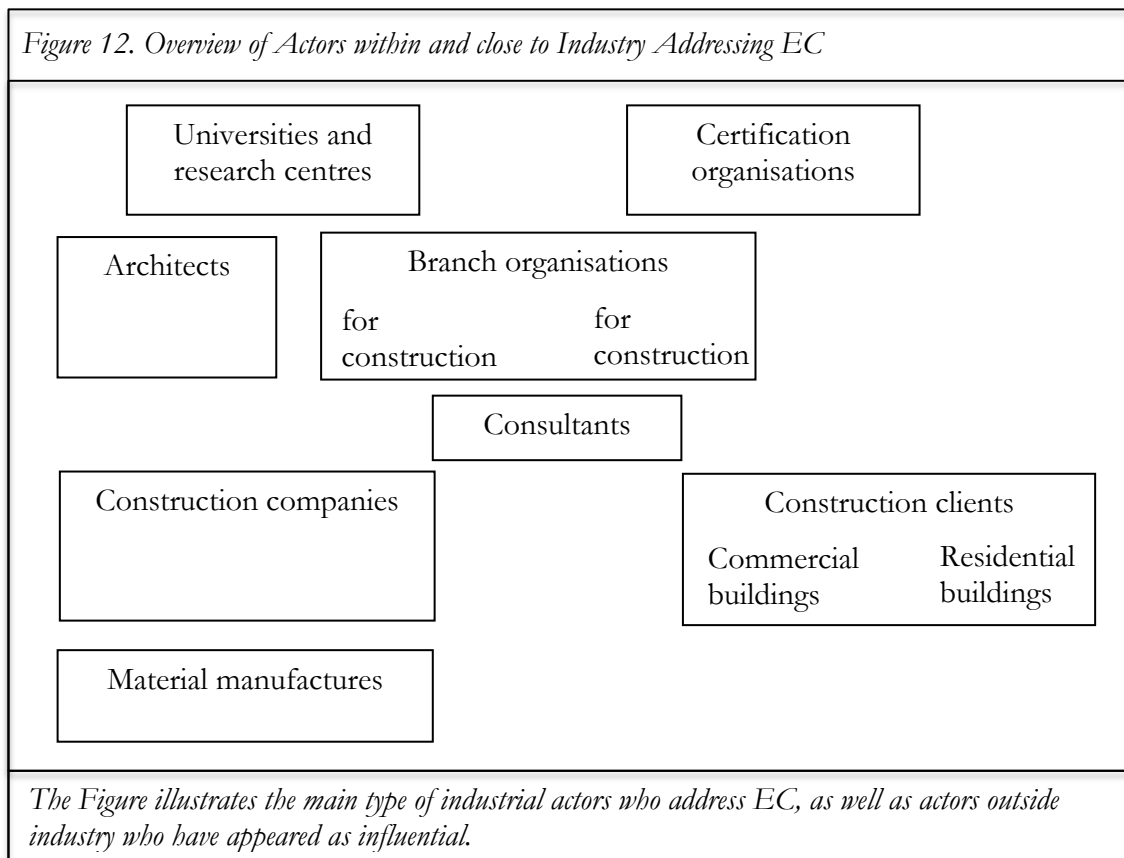 Figure 12. Overview of Actors within and close to Industry Addressing EC
Universities and
research centres
Certification
organisations
Architects
Branch organisations
for
construction
for
construction
Consultants
Construction companies
Construction clients
Commercial
buildings
Residential
buildings
Material manufactures
The Figure illustrates the main type of industrial actors who address EC, as well as actors outside
industry who have appeared as influential.